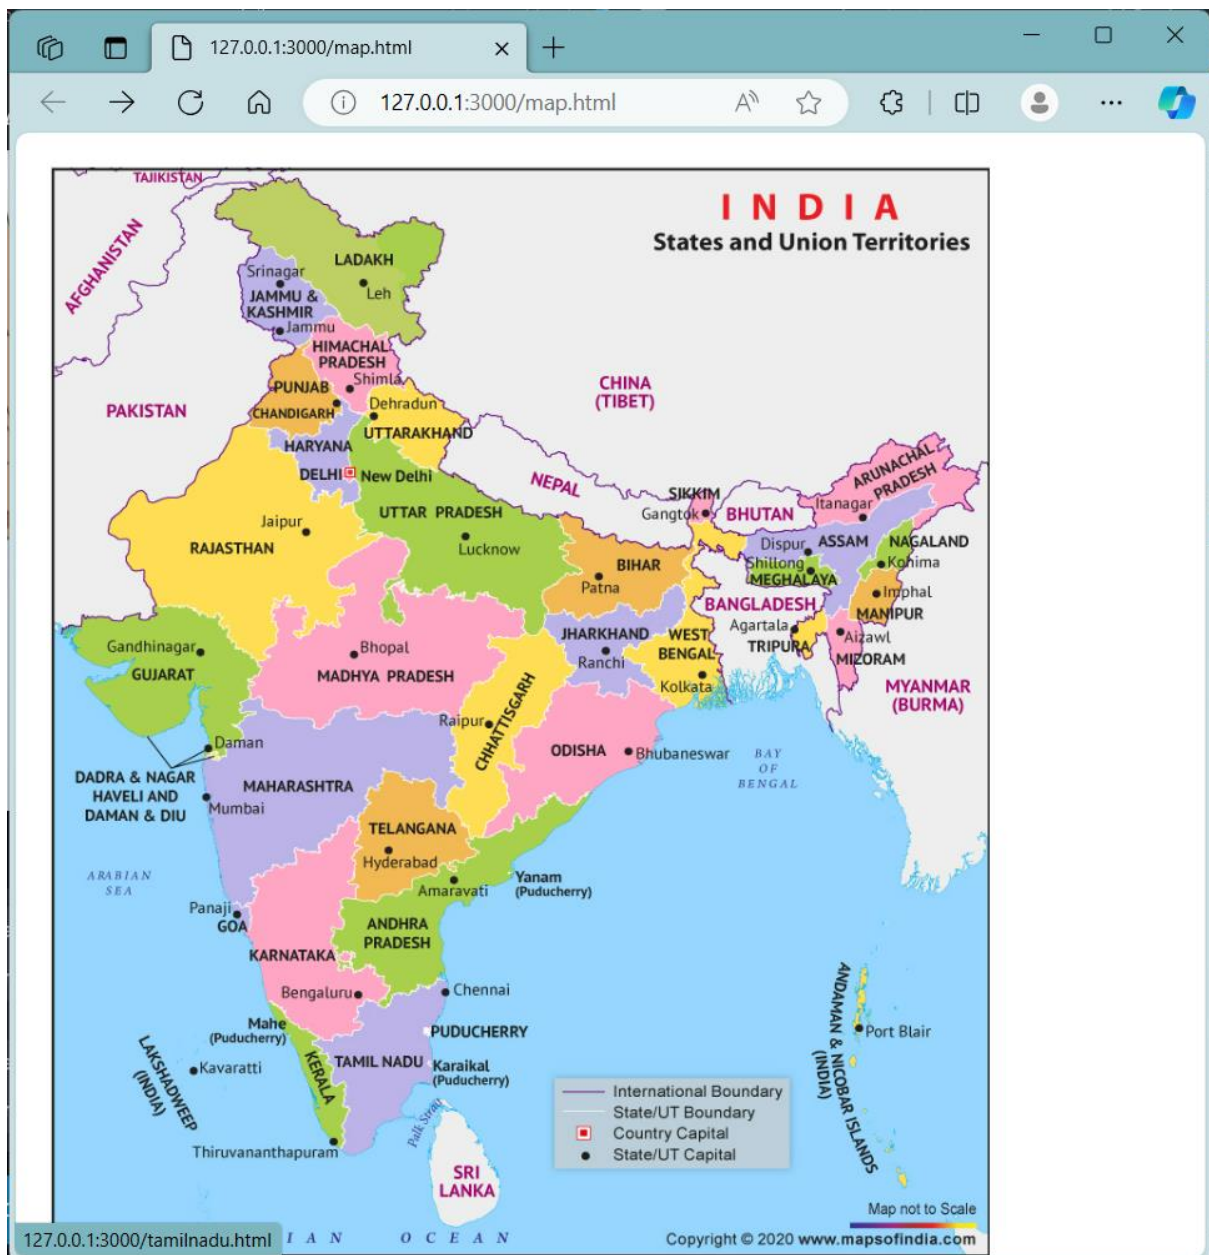 127.0.0.1:3000/map.html
127.0.0.1:3000/map.html
TAJIKISTAN
INDIA
States and Union Territories
AFGHANISTAN
LADAKH
Srinagar
Leh
JAMMU &
KASHMIR
Jammu
HIMACHAL
PRADESH
Shimla
CHINA
(TIBET)
PUNJAB
PAKISTAN
CHANDIGARH
Dehradun
UTTARAKHAND
HARYANA
DELHI
New Delhi
NEPAL
ARUNACHAL
PRADESH
SIKKIM
Gangtok
BHUTAN
Itanagar
UTTAR PRADESH
Jaipur
RAJASTHAN
Lucknow
Dispur
ASSAM
NAGALAND
BIHAR
Shillong
Kohima
MEGHALAYA
Patna
Imphal
BANGLADESH
MANIPUR
Agartala
Aizawl
TRIPURA
MIZORAM
JHARKHAND
WEST
BENGAL
Ranchi
Kolkata
Gandhinagar
GUJARAT
Bhopal
MADHYA PRADESH
MYANMAR
(BURMA)
CHHATTISGARH
Raipur
Daman
ODISHA
Bhubaneswar
BAY
OF
BENGAL
DADRA & NAGAR
HAVELI AND
DAMAN & DIU
MAHARASHTRA
Mumbai
TELANGANA
Hyderabad
ARABIAN
SEA
Amaravati
Yanam
(Puducherry)
Panaji
GOA
ANDHRA
PRADESH
KARNATAKA
Bengaluru
Chennai
ANDAMAN & NICOBAR ISLANDS
(INDIA)
Port Blair
Mahe
(Puducherry)
PUDUCHERRY
LAKSHADWEEP
(INDIA)
Kavaratti
KERALA
TAMIL NADU
Karaikal
(Puducherry)
Palk Strait
Thiruvananthapuram
SRI
LANKA
International Boundary
State/UT Boundary
Country Capital
State/UT Capital
Map not to Scale
127.0.0.1:3000/tamilnadu.html
IAN OCEAN
Copyright © 2020 www.mapsofindia.com